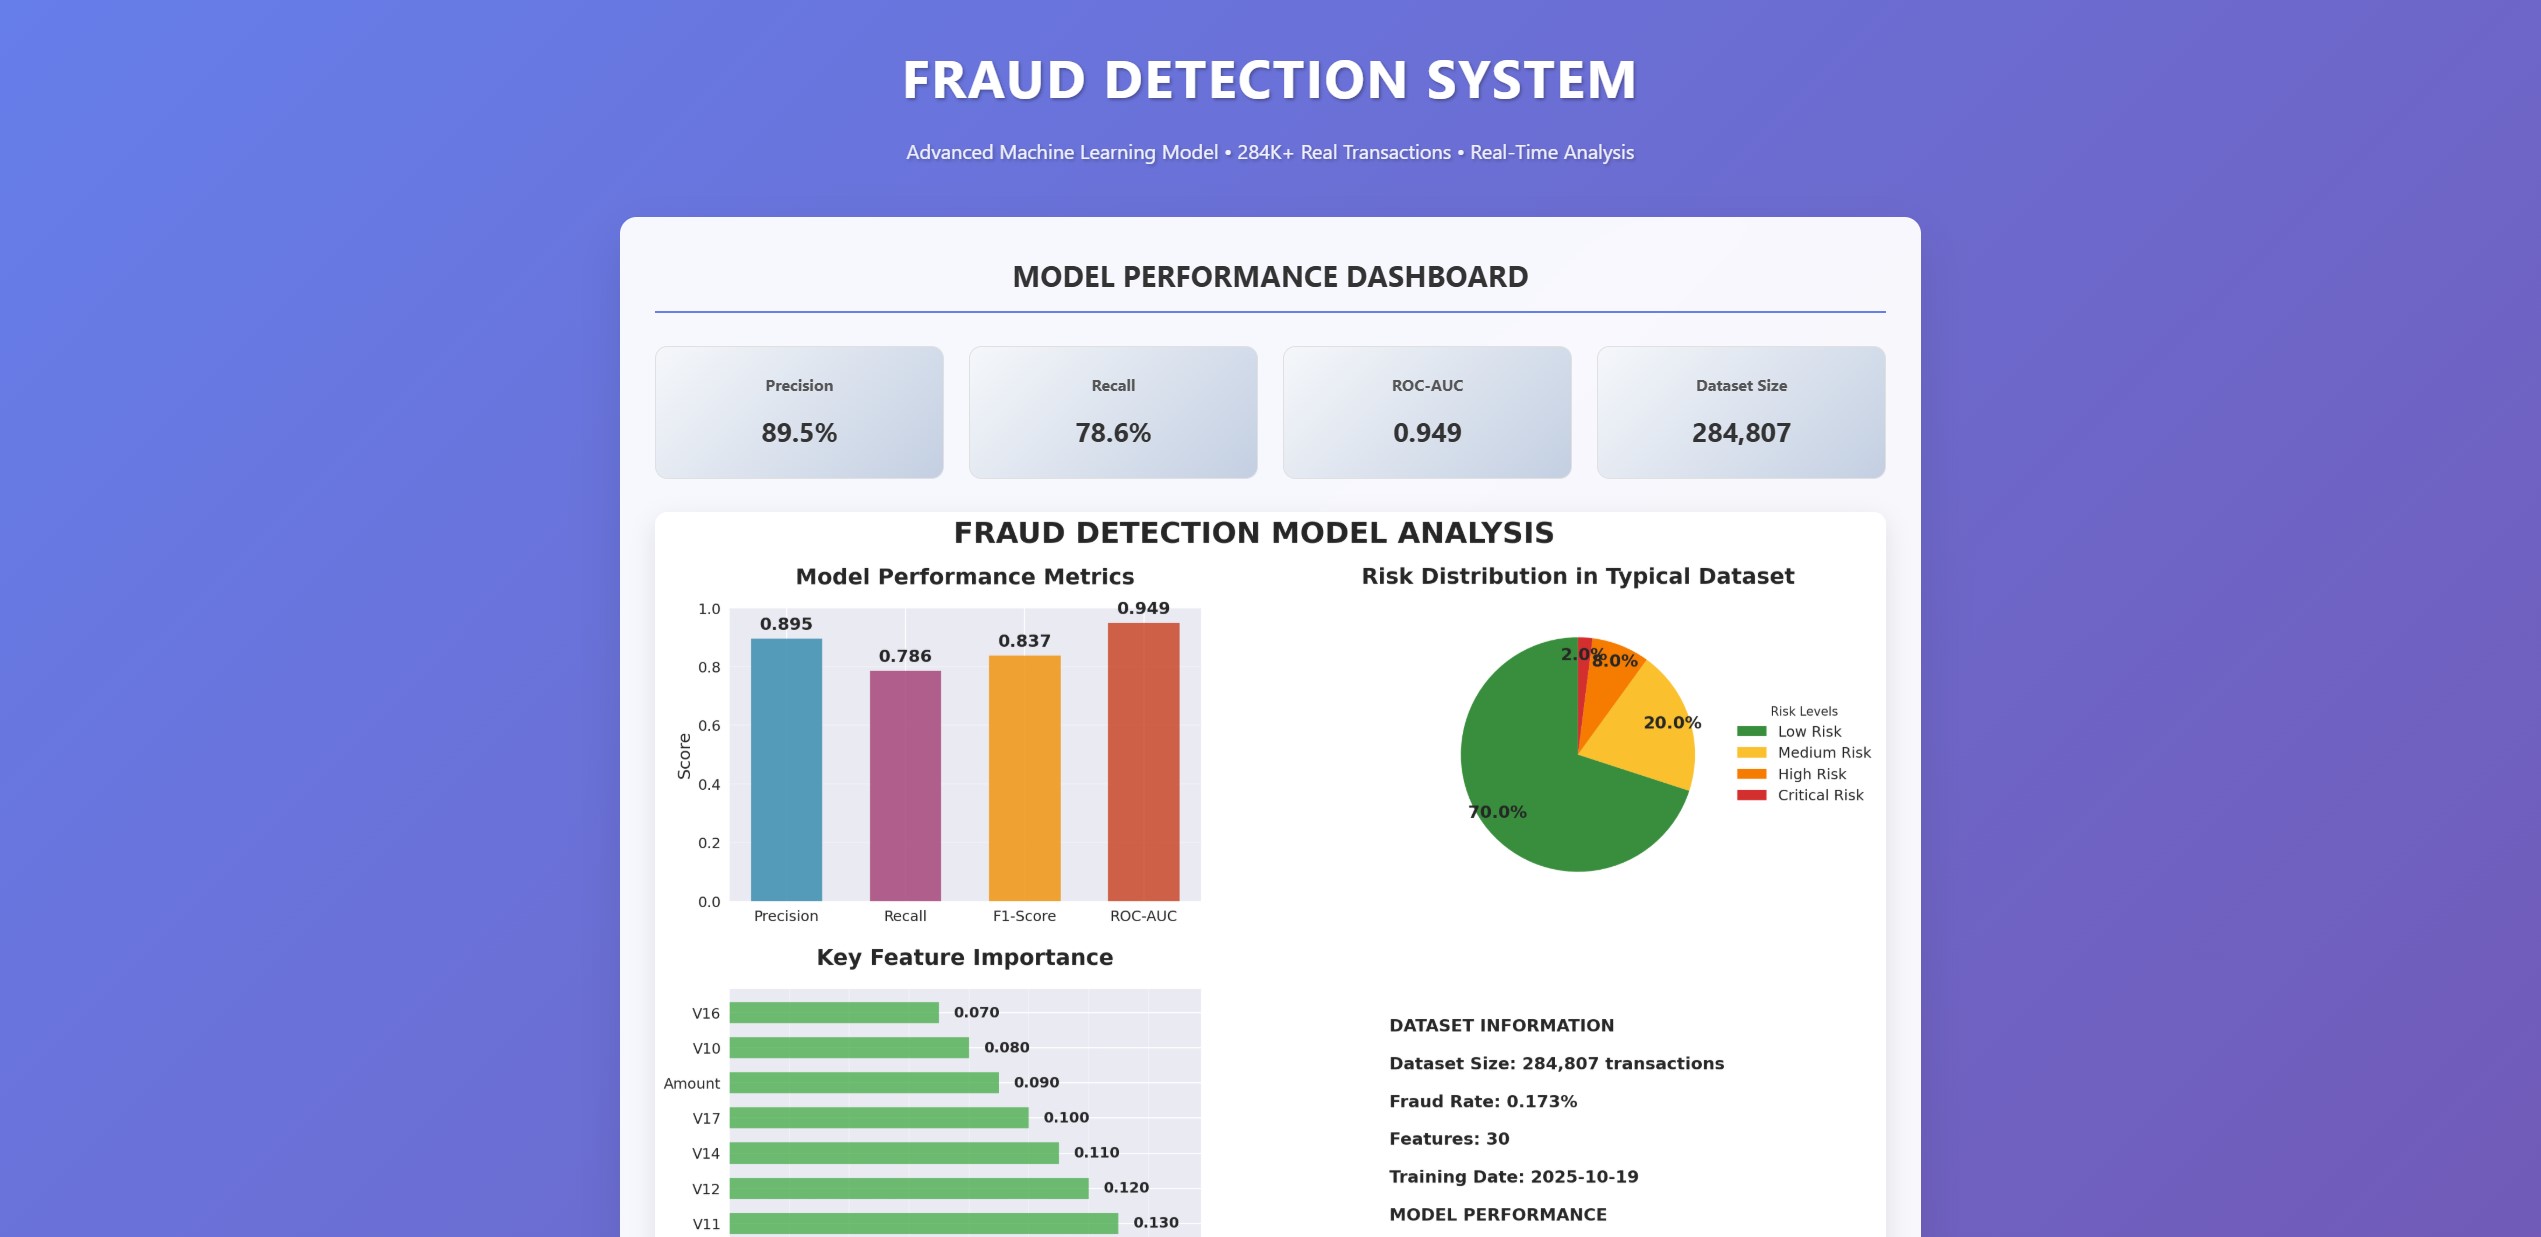 FRAUD DETECTION SYSTEM
Advanced Machine Learning Model • 284K+ Real Transactions • Real-Time Analysis
MODEL PERFORMANCE DASHBOARD
Precision
89.5%
Recall
78.6%
ROC-AUC
0.949
Dataset Size
284,807
FRAUD DETECTION MODEL ANALYSIS
Model Performance Metrics
Score
1.0
0.8
0.6
0.4
0.2
0.0
0.895
0.786
0.837
0.949
Precision
Recall
F1-Score
ROC-AUC
Risk Distribution in Typical Dataset
2.0%
8.0%
20.0%
70.0%
Risk Levels
Low Risk
Medium Risk
High Risk
Critical Risk
Key Feature Importance
V16 0.070
V10 0.080
Amount 0.090
V17 0.100
V14 0.110
V12 0.120
V11 0.130
DATASET INFORMATION
Dataset Size: 284,807 transactions
Fraud Rate: 0.173%
Features: 30
Training Date: 2025-10-19
MODEL PERFORMANCE